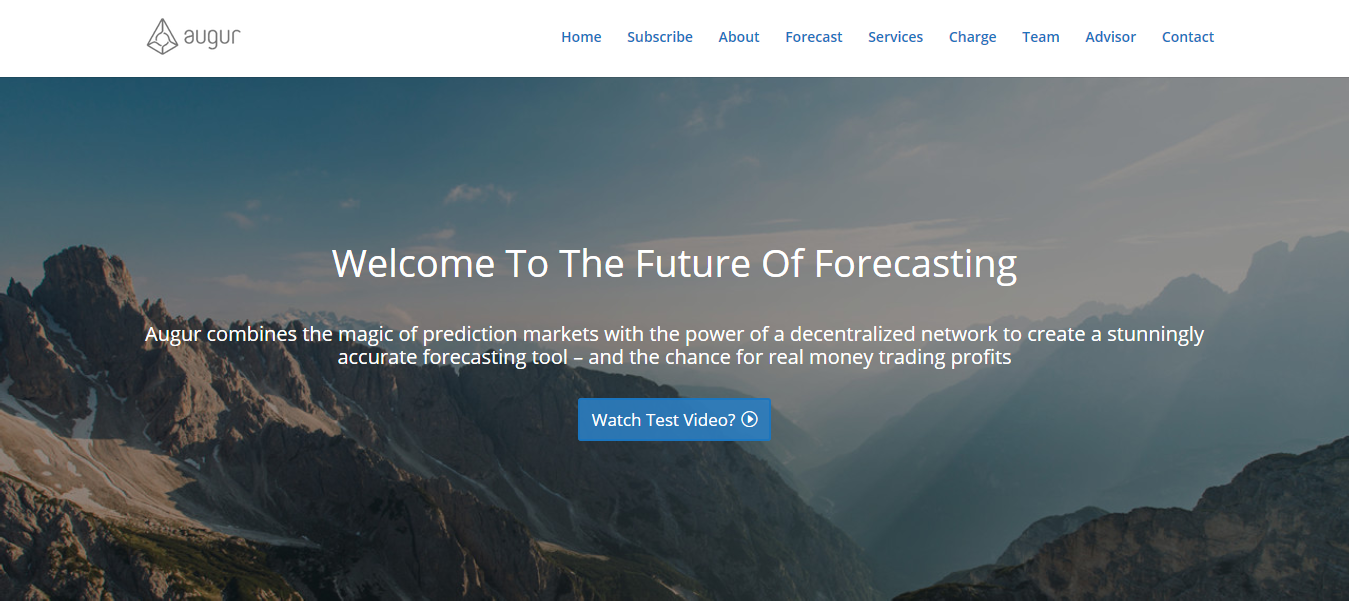 augur
Home Subscribe About Forecast Services Charge Team Advisor Contact
Welcome To The Future Of Forecasting
Augur combines the magic of prediction markets with the power of a decentralized network to create a stunningly
accurate forecasting tool – and the chance for real money trading profits
Watch Test Video?